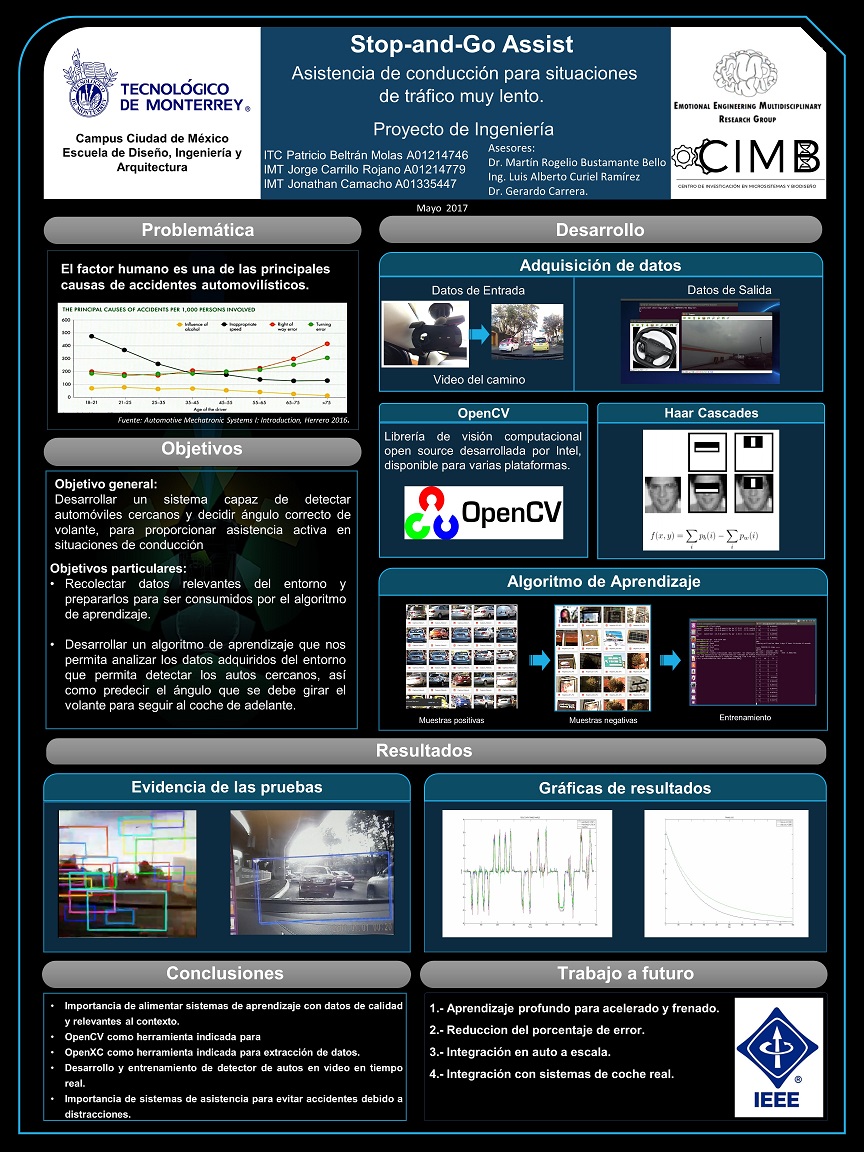 Stop-and-Go Assist
Asistencia de conducción para situaciones
de tráfico muy lento.
Proyecto de Ingeniería
TECNOLÓGICO
DE MONTERREY®
Campus Ciudad de México
Escuela de Diseño, Ingeniería y
Arquitectura
ITC Patricio Beltrán Molas A01214746
IMT Jorge Carrillo Rojano A01214779
IMT Jonathan Camacho A01335447
Asesores:
Dr. Martín Rogelio Bustamante Bello
Ing. Luis Alberto Curiel Ramírez
Dr. Gerardo Carrera.
EMOTIONAL ENGINEERING MULTIDISCIPLINARY
RESEARCH GROUP
CIMB
CENTRO DE INVESTIGACIÓN EN MICROSISTEMAS Y BIODISEÑO
Mayo 2017
Problemática
El factor humano es una de las principales
causas de accidentes automovilísticos.
THE PRINCIPAL CAUSES OF ACCIDENTS PER 1,000 PERSONS INVOLVED
600
500
400
300
200
100
0
Influence of
alcohol
Inappropriate
speed
Right of
way error
Turning
error
18–21 21–25 25–35 35–45 45–55 55–65 65–75 <75
Age of the driver
Fuente: Automotive Mechatronic Systems I: Introduction, Herrero 2016.
Objetivos
Objetivo general:
Desarrollar un sistema capaz de detectar
automóviles cercanos y decidir ángulo correcto de
volante, para proporcionar asistencia activa en
situaciones de conducción
Objetivos particulares:
• Recolectar datos relevantes del entorno y
prepararlos para ser consumidos por el algoritmo
de aprendizaje.
• Desarrollar un algoritmo de aprendizaje que nos
permita analizar los datos adquiridos del entorno
que permita detectar los autos cercanos, así
como predecir el ángulo que se debe girar el
volante para seguir al coche de adelante.
Desarrollo
Adquisición de datos
Datos de Entrada
Video del camino
Datos de Salida
OpenCV
Librería de visión computacional
open source desarrollada por Intel,
disponible para varias plataformas.
OpenCV
Haar Cascades
f(x, y) = ∑ p_b(i) − ∑ p_w(i)
i i
Algoritmo de Aprendizaje
Muestras positivas
Muestras negativas
Entrenamiento
Resultados
Evidencia de las pruebas
Gráficas de resultados
Conclusiones
• Importancia de alimentar sistemas de aprendizaje con datos de calidad
y relevantes al contexto.
• OpenCV como herramienta indicada para
• OpenXC como herramienta indicada para extracción de datos.
• Desarrollo y entrenamiento de detector de autos en video en tiempo
real.
• Importancia de sistemas de asistencia para evitar accidentes debido a
distracciones.
Trabajo a futuro
1.- Aprendizaje profundo para acelerado y frenado.
2.- Reduccion del porcentaje de error.
3.- Integración en auto a escala.
4.- Integración con sistemas de coche real.
®
IEEE